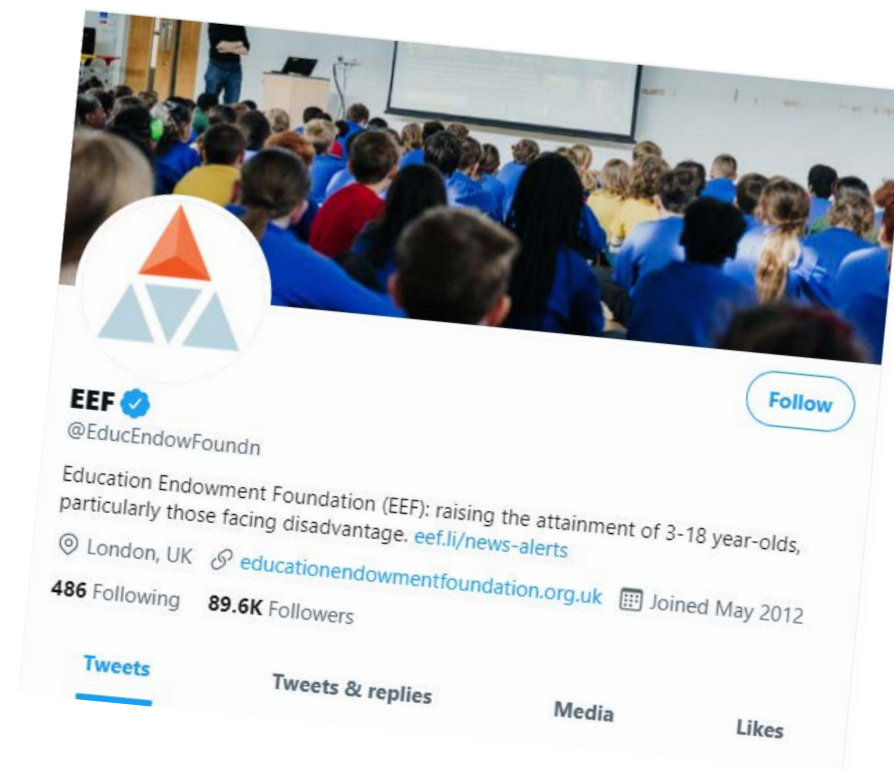 EEF
@EducEndowFoundn
Follow
Education Endowment Foundation (EEF): raising the attainment of 3-18 year-olds,
particularly those facing disadvantage. eef.li/news-alerts
London, UK educationendowmentfoundation.org.uk Joined May 2012
486 Following 89.6K Followers
Tweets Tweets & replies Media Likes